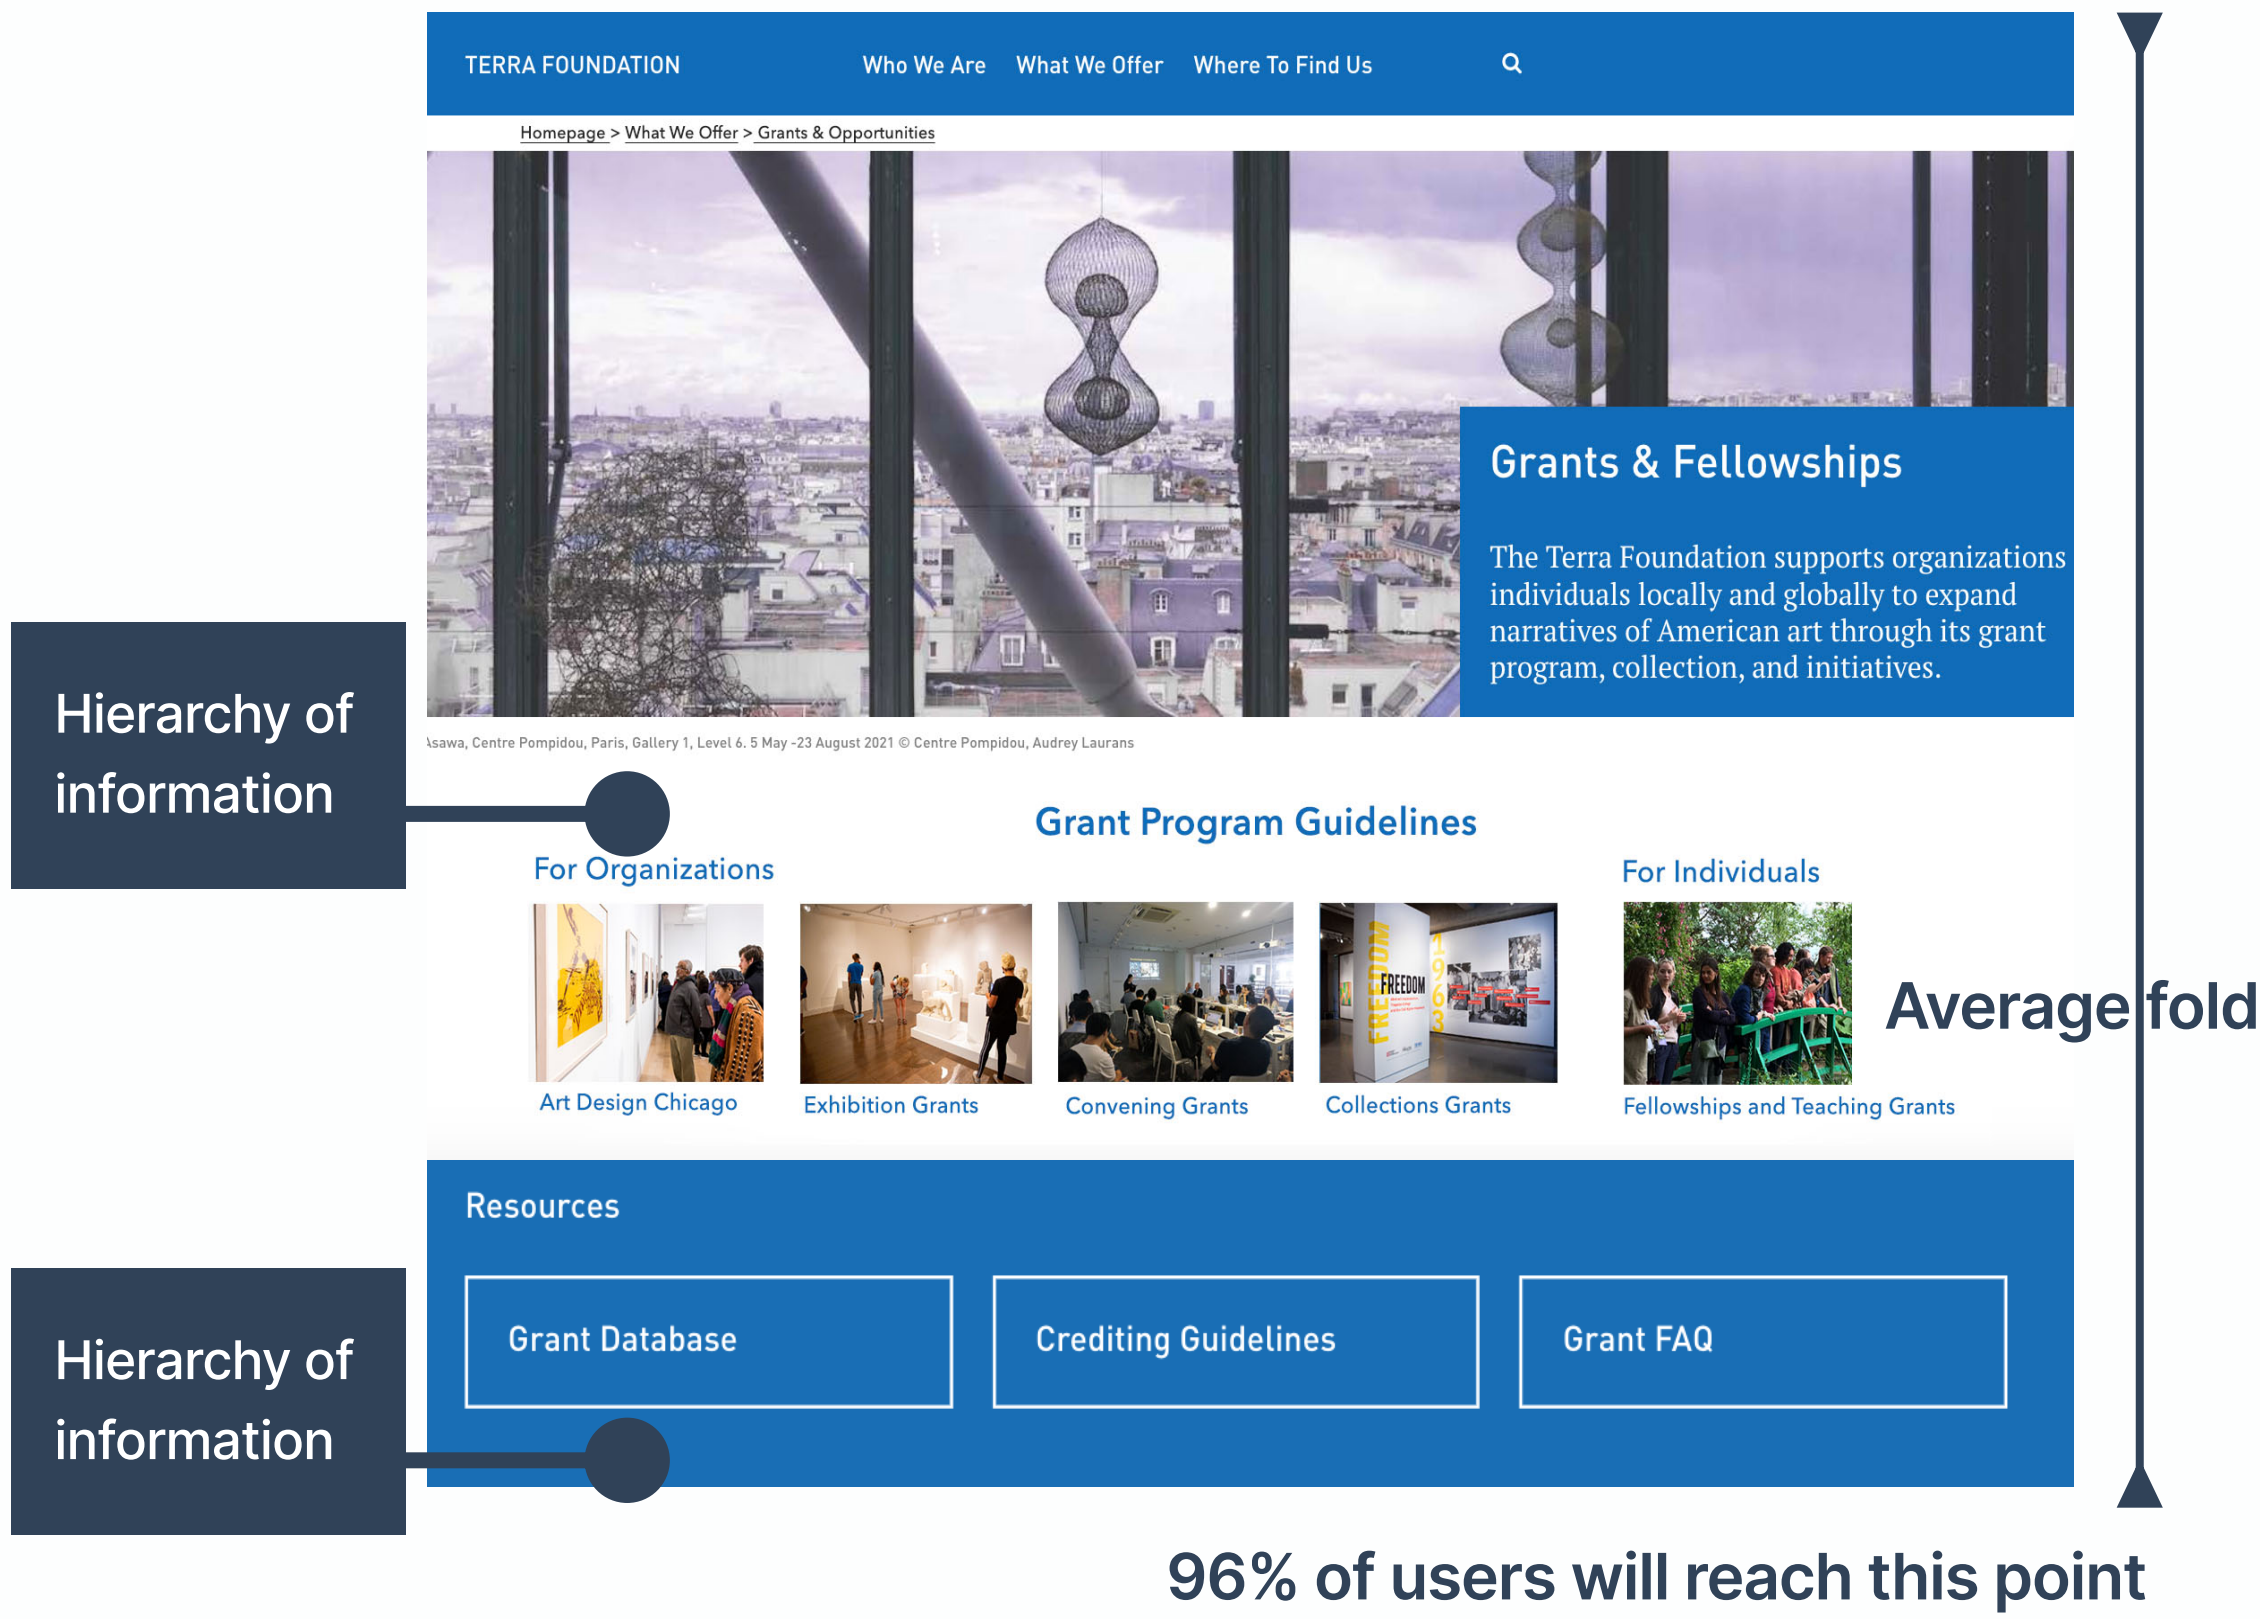 TERRA FOUNDATION
Who We Are
What We Offer
Where To Find Us
Homepage > What We Offer > Grants & Opportunities
Grants & Fellowships
The Terra Foundation supports organizations
individuals locally and globally to expand
narratives of American art through its grant
program, collection, and initiatives.
Hierarchy of
information
Asawa, Centre Pompidou, Paris, Gallery 1, Level 6. 5 May -23 August 2021 © Centre Pompidou, Audrey Laurans
Grant Program Guidelines
For Organizations
For Individuals
FREEDOM
FREEDOM
1963
Average fold
Art Design Chicago
Exhibition Grants
Convening Grants
Collections Grants
Fellowships and Teaching Grants
Resources
Grant Database
Crediting Guidelines
Grant FAQ
Hierarchy of
information
96% of users will reach this point